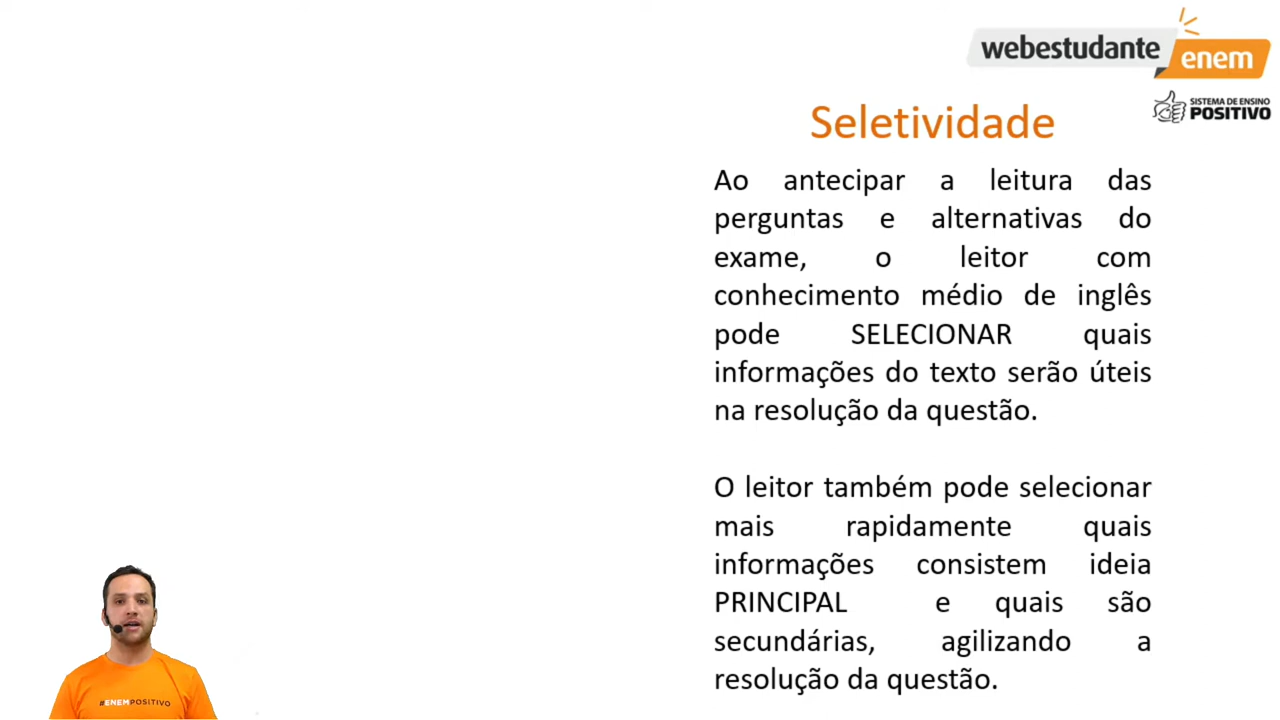 webestudante
enem
SISTEMA DE ENSINO
POSITIVO
Seletividade
Ao antecipar a leitura das
perguntas e alternativas do
exame, o leitor com
conhecimento médio de inglês
pode SELECIONAR quais
informações do texto serão úteis
na resolução da questão.
O leitor também pode selecionar
mais rapidamente quais
informações consistem ideia
PRINCIPAL e quais são
secundárias, agilizando a
resolução da questão.
#ENEMPOSITIVO